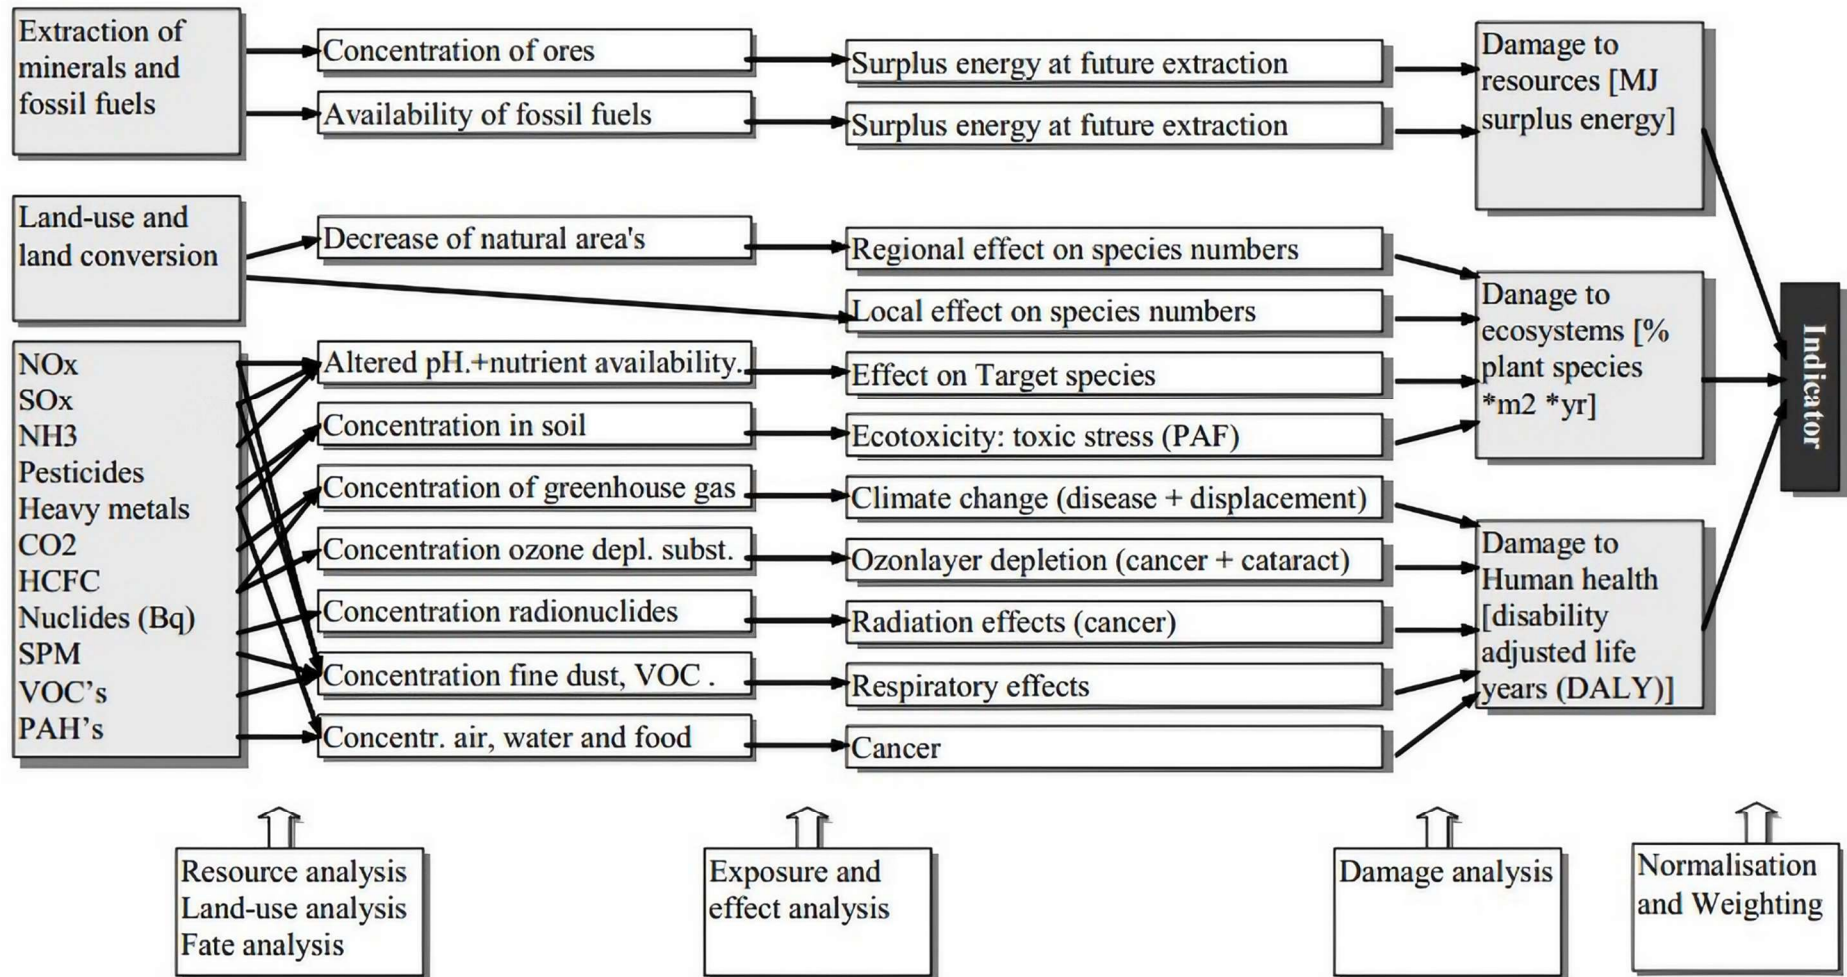 Extraction of
minerals and
fossil fuels
Concentration of ores
Availability of fossil fuels
Surplus energy at future extraction
Surplus energy at future extraction
Damage to
resources [MJ
surplus energy]
Land-use and
land conversion
Decrease of natural area's
Regional effect on species numbers
Local effect on species numbers
Danage to
ecosystems [%
plant species
*m2 *yr]
NOx
SOx
NH3
Pesticides
Heavy metals
CO2
HCFC
Nuclides (Bq)
SPM
VOC's
PAH's
Altered pH.+nutrient availability.
Concentration in soil
Concentration of greenhouse gas
Concentration ozone depl. subst.
Concentration radionuclides
Concentration fine dust, VOC .
Concentr. air, water and food
Effect on Target species
Ecotoxicity: toxic stress (PAF)
Climate change (disease + displacement)
Ozonlayer depletion (cancer + cataract)
Radiation effects (cancer)
Respiratory effects
Cancer
Damage to
Human health
[disability
adjusted life
years (DALY)]
Indicator
Resource analysis
Land-use analysis
Fate analysis
Exposure and
effect analysis
Damage analysis
Normalisation
and Weighting